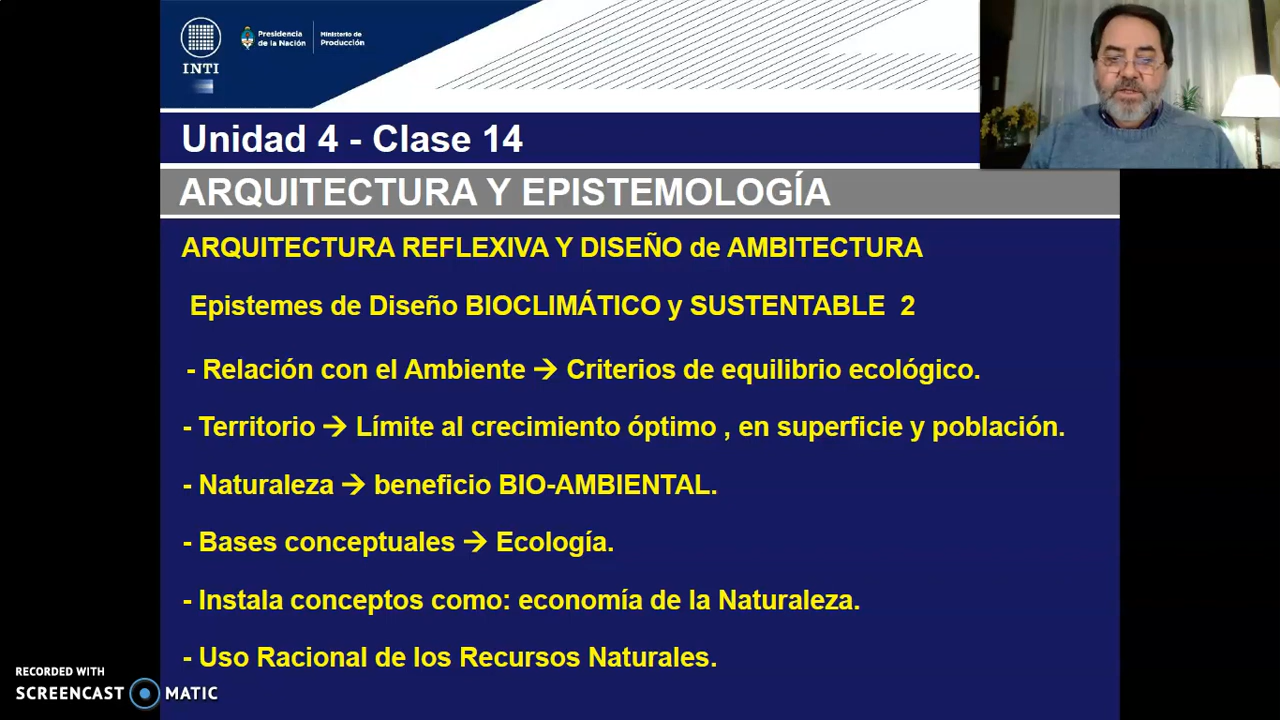 INTI
Presidencia
de la Nación
Ministerio de
Producción
Unidad 4 - Clase 14
ARQUITECTURA Y EPISTEMOLOGÍA
ARQUITECTURA REFLEXIVA Y DISEÑO de AMBITECTURA
Epistemes de Diseño BIOCLIMÁTICO y SUSTENTABLE 2
- Relación con el Ambiente → Criterios de equilibrio ecológico.
- Territorio → Límite al crecimiento óptimo , en superficie y población.
- Naturaleza → beneficio BIO-AMBIENTAL.
- Bases conceptuales → Ecología.
- Instala conceptos como: economía de la Naturaleza.
- Uso Racional de los Recursos Naturales.
RECORDED WITH
SCREENCAST MATIC